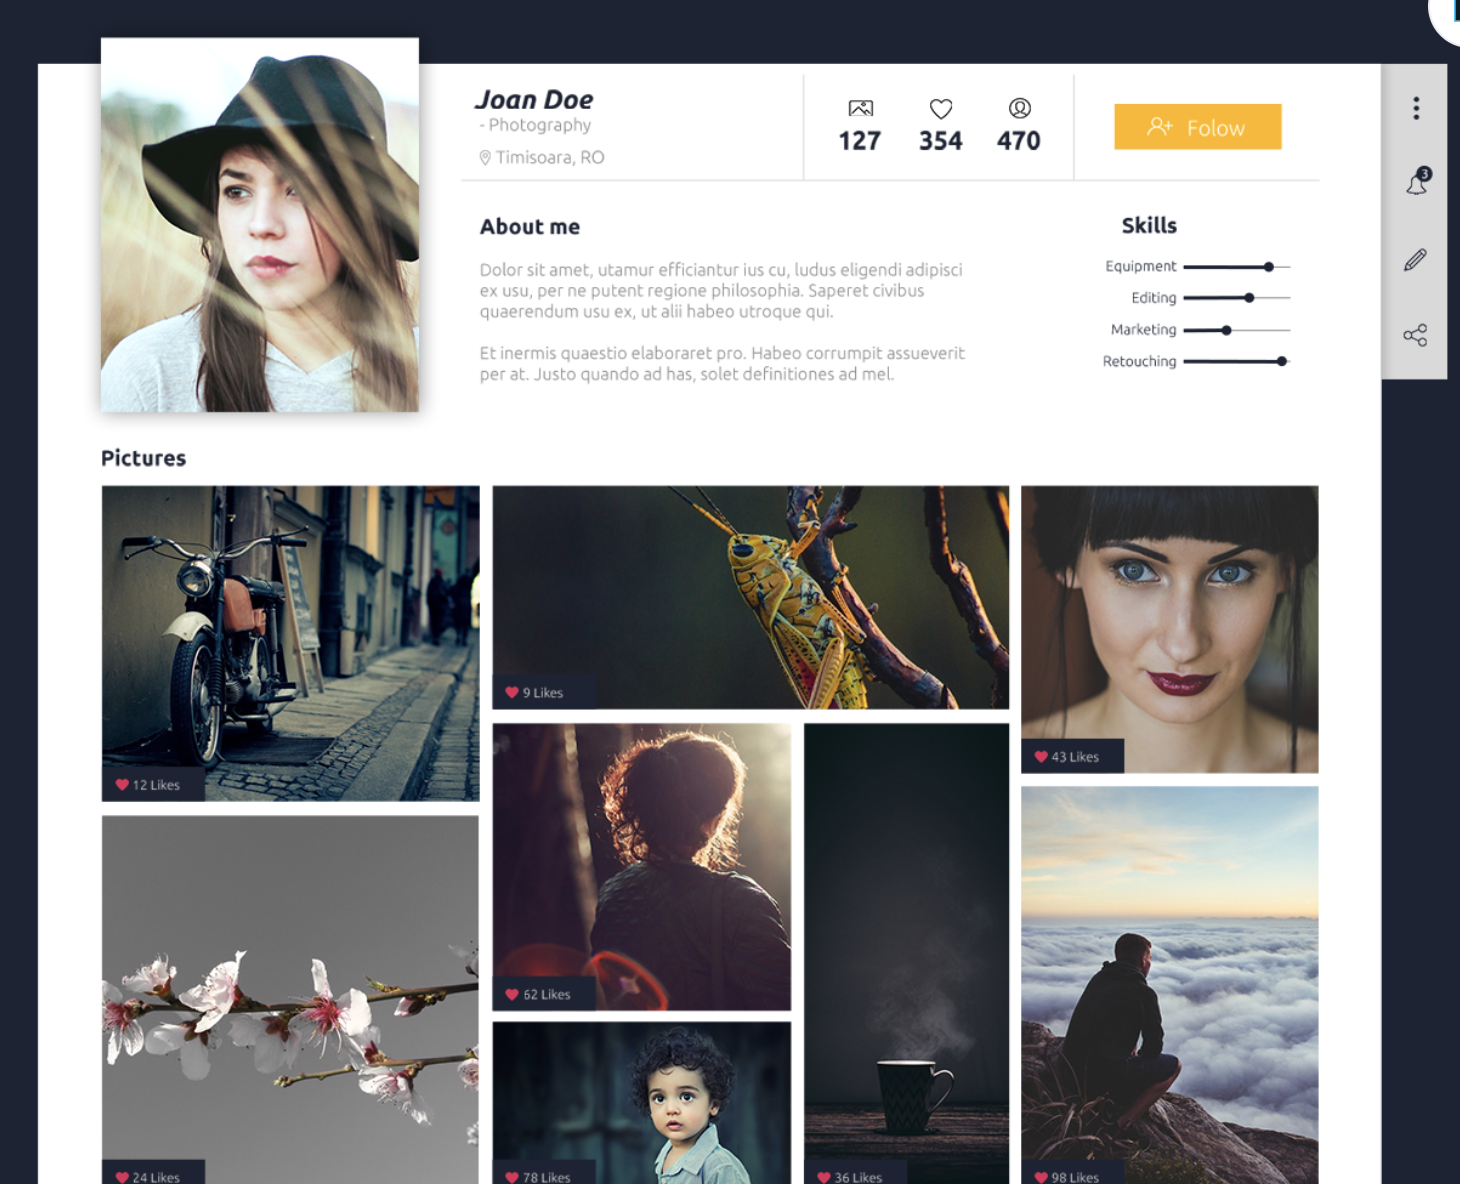 Joan Doe
- Photography
Timisoara, RO
127 354 470
Folow
3
About me
Dolor sit amet, utamur efficiantur ius cu, ludus eligendi adipisci
ex usu, per ne putent regione philosophia. Saperet civibus
quaerendum usu ex, ut alii habeo utroque qui.
Et inermis quaestio elaboraret pro. Habeo corrumpit assueverit
per at. Justo quando ad has, solet definitiones ad mel.
Skills
Equipment
Editing
Marketing
Retouching
Pictures
12 Likes
9 Likes
43 Likes
62 Likes
24 Likes
78 Likes
36 Likes
98 Likes